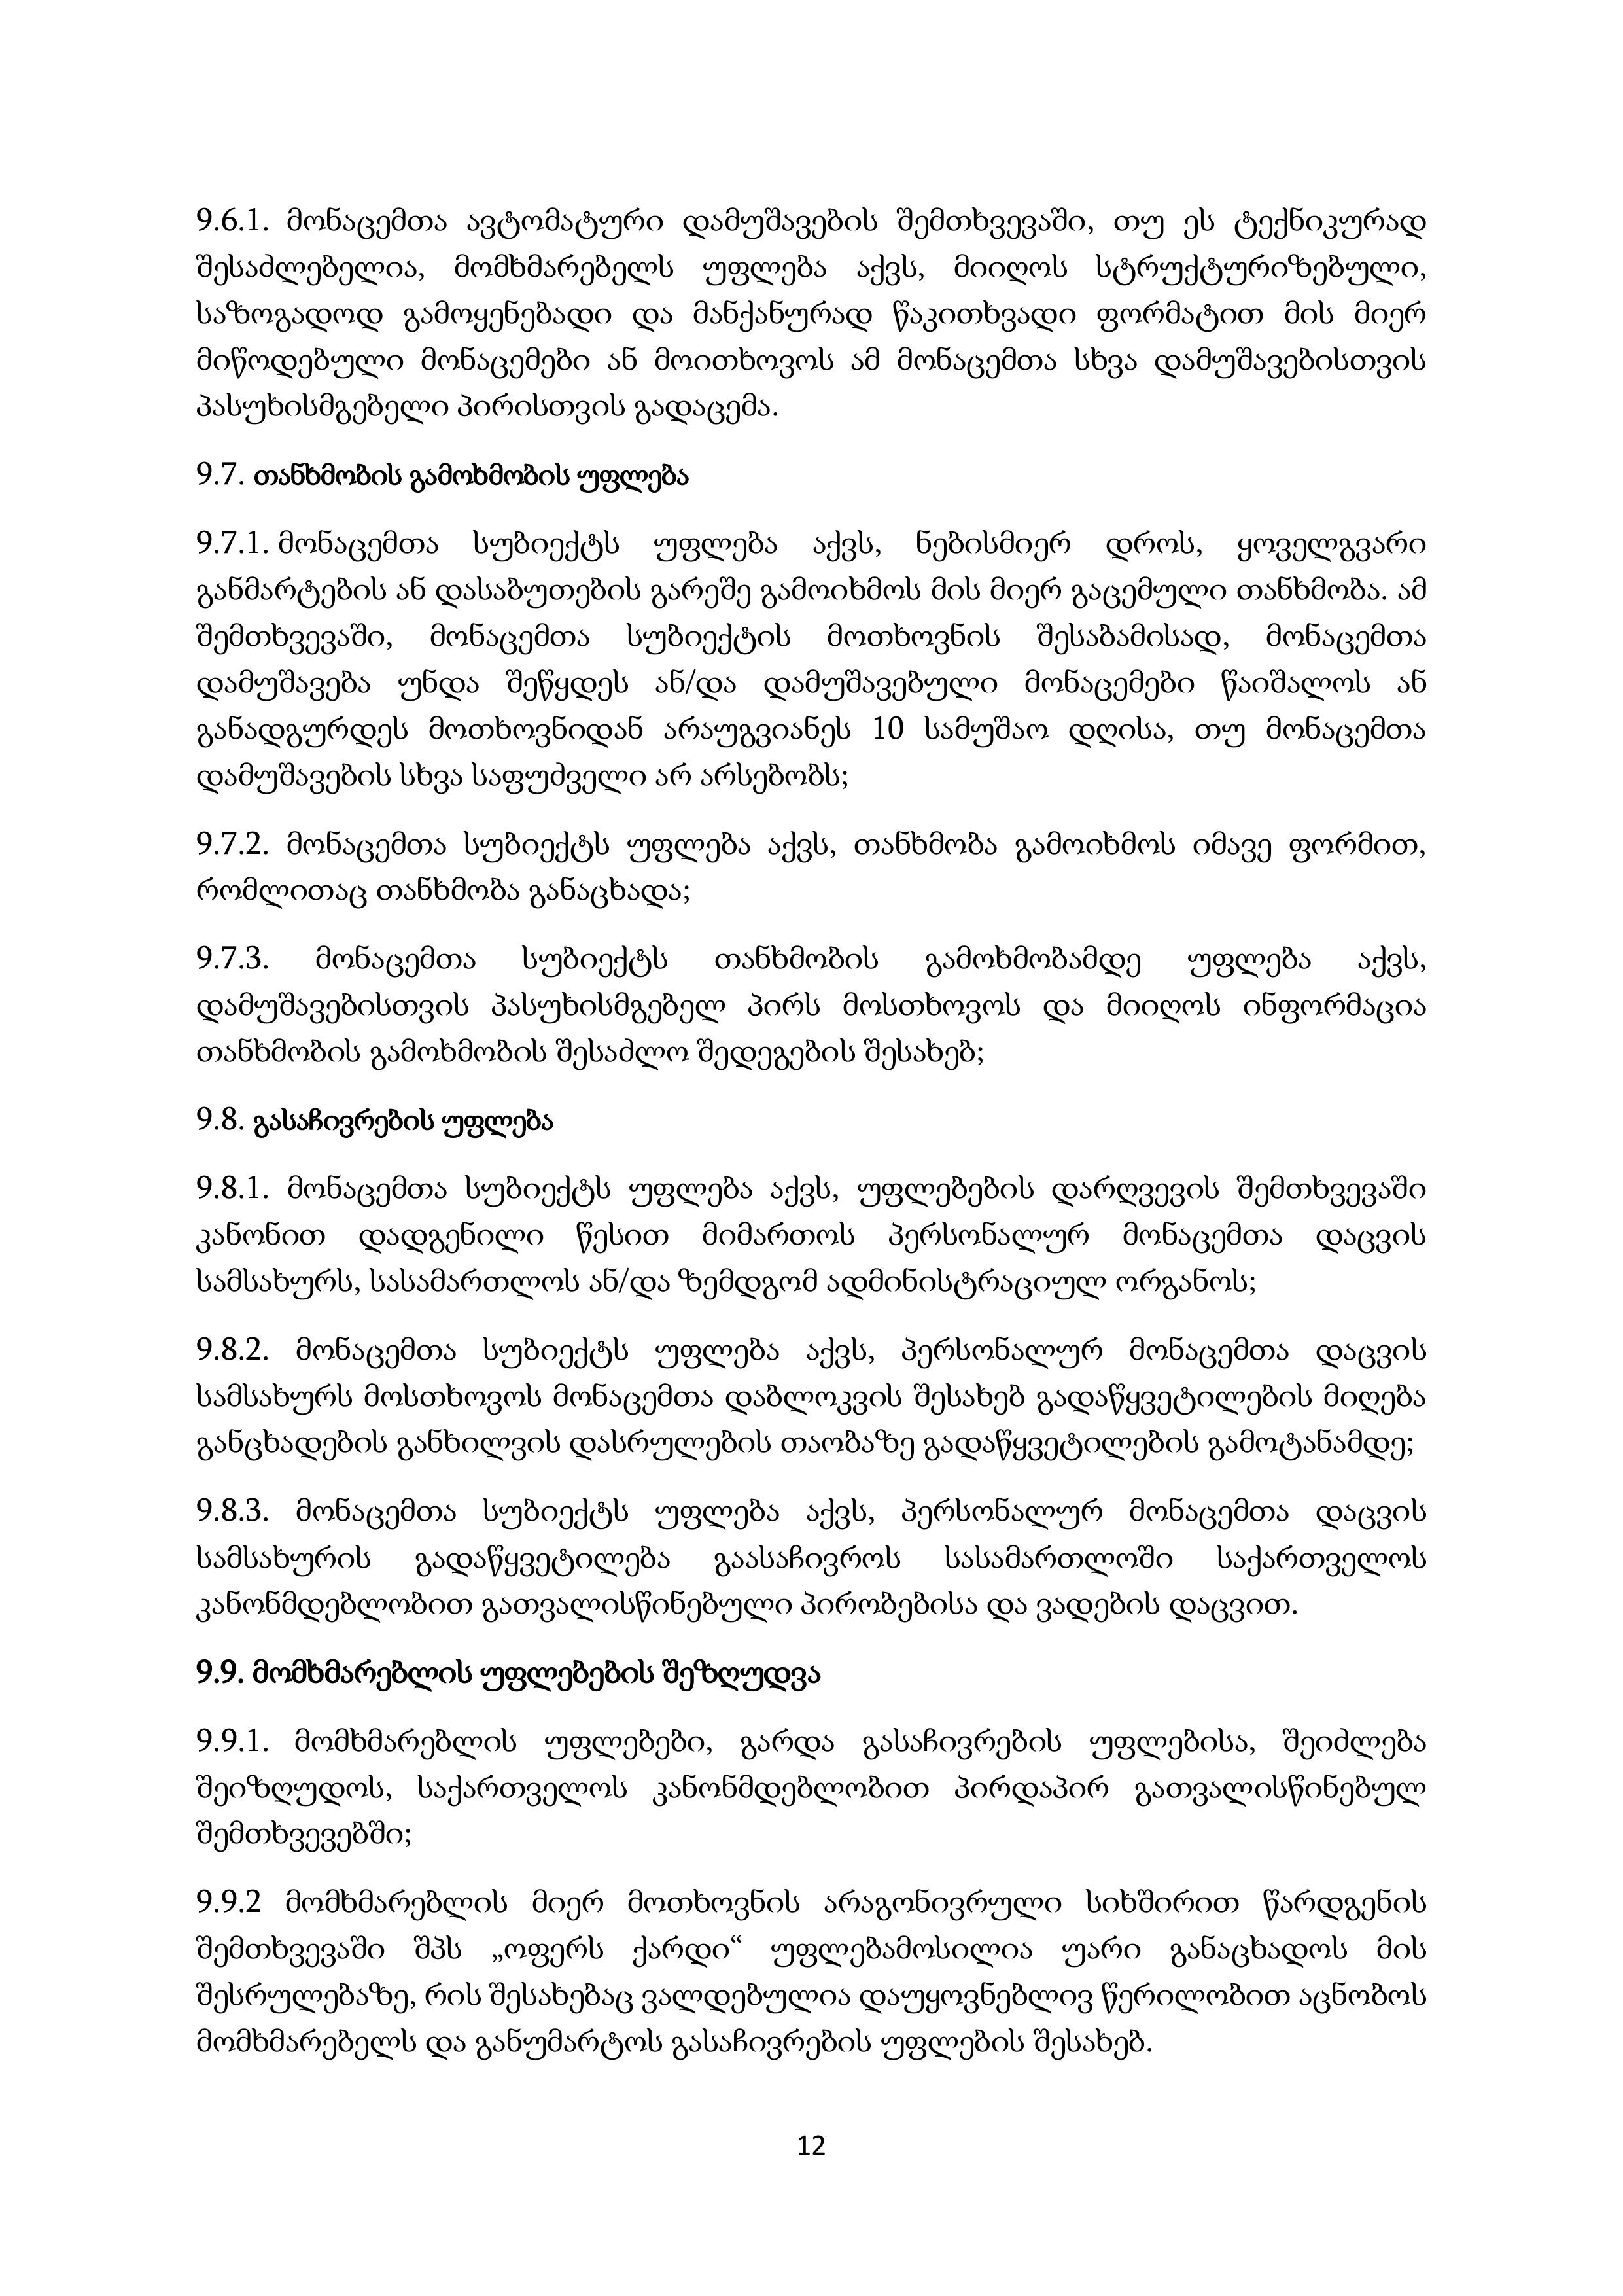 9.6.1. მონაცემთა ავტომატური დამუშავების შემთხვევაში, თუ ეს ტექნიკურად
შესაძლებელია, მომხმარებელს უფლება აქვს, მიიღოს სტრუქტურიზებული,
საზოგადოდ გამოყენებადი და მანქანურად წაკითხვადი ფორმატით მის მიერ
მიწოდებული მონაცემები ან მოითხოვოს ამ მონაცემთა სხვა დამუშავებისთვის
პასუხისმგებელი პირისთვის გადაცემა.
9.7. თანხმობის გამოხმობის უფლება
9.7.1. მონაცემთა სუბიექტს უფლება აქვს, ნებისმიერ დროს, ყოველგვარი
განმარტების ან დასაბუთების გარეშე გამოიხმოს მის მიერ გაცემული თანხმობა. ამ
შემთხვევაში, მონაცემთა სუბიექტის მოთხოვნის შესაბამისად, მონაცემთა
დამუშავება უნდა შეწყდეს ან/და დამუშავებული მონაცემები წაიშალოს ან
განადგურდეს მოთხოვნიდან არაუგვიანეს 10 სამუშაო დღისა, თუ მონაცემთა
დამუშავების სხვა საფუძველი არ არსებობს;
9.7.2. მონაცემთა სუბიექტს უფლება აქვს, თანხმობა გამოიხმოს იმავე ფორმით,
რომლითაც თანხმობა განაცხადა;
9.7.3. მონაცემთა სუბიექტს თანხმობის გამოხმობამდე უფლება აქვს,
დამუშავებისთვის პასუხისმგებელ პირს მოსთხოვოს და მიიღოს ინფორმაცია
თანხმობის გამოხმობის შესაძლო შედეგების შესახებ;
9.8. გასაჩივრების უფლება
9.8.1. მონაცემთა სუბიექტს უფლება აქვს, უფლებების დარღვევის შემთხვევაში
კანონით დადგენილი წესით მიმართოს პერსონალურ მონაცემთა დაცვის
სამსახურს, სასამართლოს ან/და ზემდგომ ადმინისტრაციულ ორგანოს;
9.8.2. მონაცემთა სუბიექტს უფლება აქვს, პერსონალურ მონაცემთა დაცვის
სამსახურს მოსთხოვოს მონაცემთა დაბლოკვის შესახებ გადაწყვეტილების მიღება
განცხადების განხილვის დასრულების თაობაზე გადაწყვეტილების გამოტანამდე;
9.8.3. მონაცემთა სუბიექტს უფლება აქვს, პერსონალურ მონაცემთა დაცვის
სამსახურის გადაწყვეტილება გაასაჩივროს სასამართლოში საქართველოს
კანონმდებლობით გათვალისწინებული პირობებისა და ვადების დაცვით.
9.9. მომხმარებლის უფლებების შეზღუდვა
9.9.1. მომხმარებლის უფლებები, გარდა გასაჩივრების უფლებისა, შეიძლება
შეიზღუდოს, საქართველოს კანონმდებლობით პირდაპირ გათვალისწინებულ
შემთხვევებში;
9.9.2 მომხმარებლის მიერ მოთხოვნის არაგონივრული სიხშირით წარდგენის
შემთხვევაში შპს „ოფერს ქარდი“ უფლებამოსილია უარი განაცხადოს მის
შესრულებაზე, რის შესახებაც ვალდებულია დაუყოვნებლივ წერილობით აცნობოს
მომხმარებელს და განუმარტოს გასაჩივრების უფლების შესახებ.
12